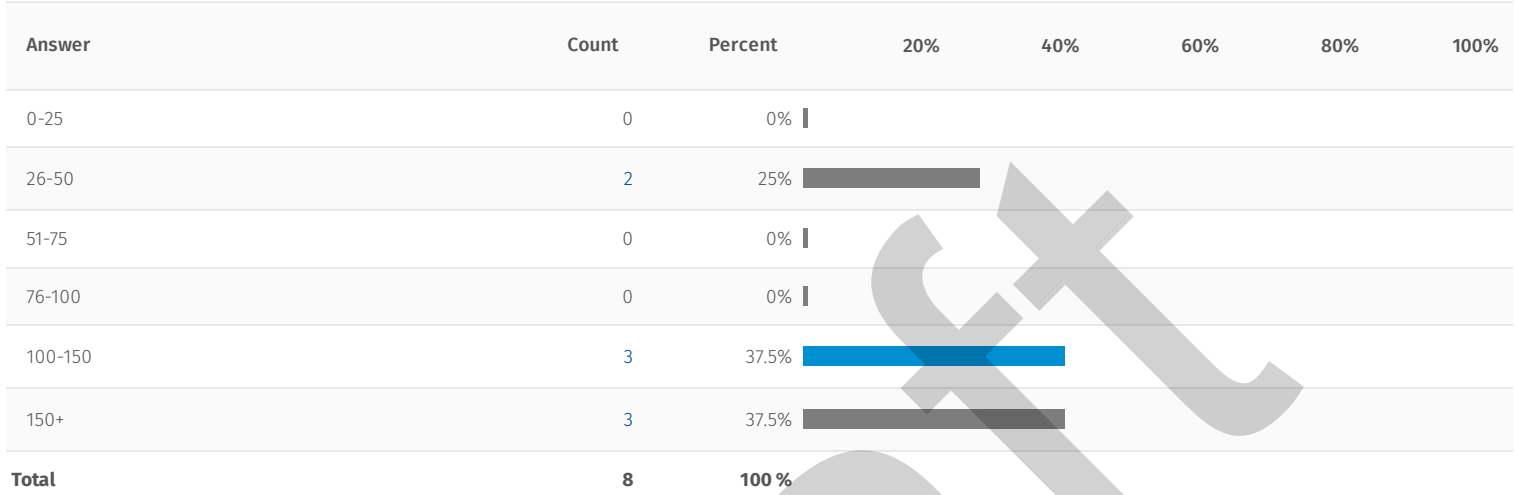 Answer Count Percent 20% 40% 60% 80% 100%
0-25 0 0%
26-50 2 25%
51-75 0 0%
76-100 0 0%
100-150 3 37.5%
150+ 3 37.5%
Total 8 100 %
ft